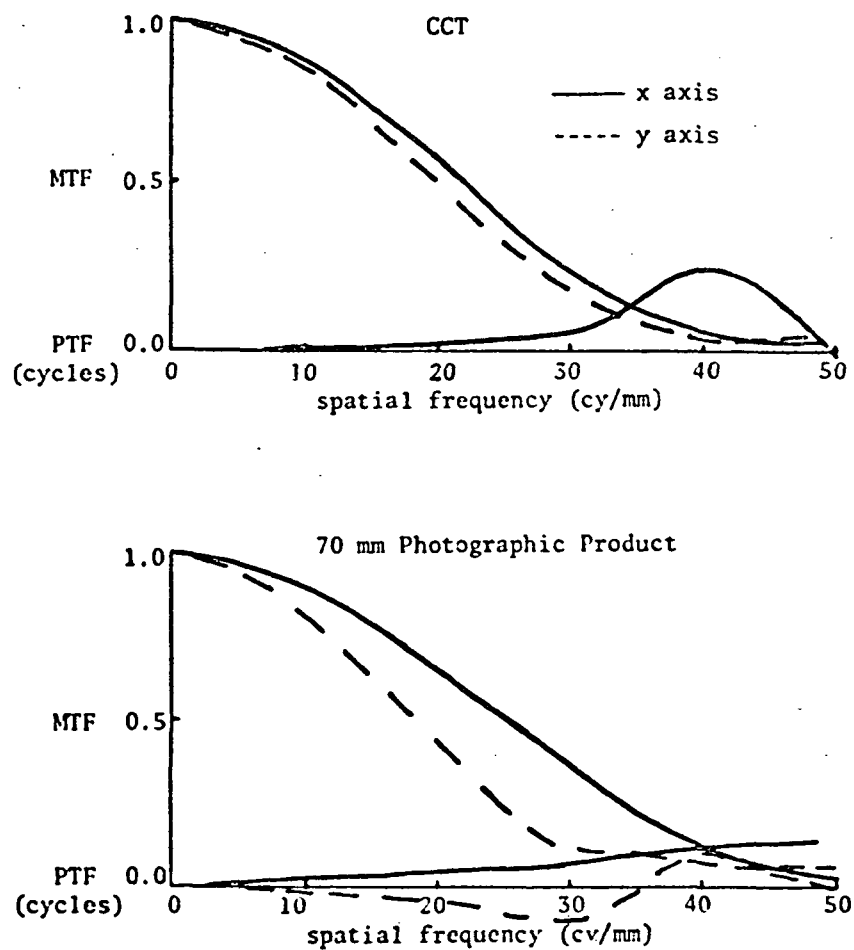 CCT
1.0
x axis
y axis
MTF 0.5
PTF 0.0
(cycles)
0 10 20 30 40 50
spatial frequency (cy/mm)
70 mm Photographic Product
1.0
MTF 0.5
PTF 0.0
(cycles)
0 10 20 30 40 50
spatial frequency (cy/mm)